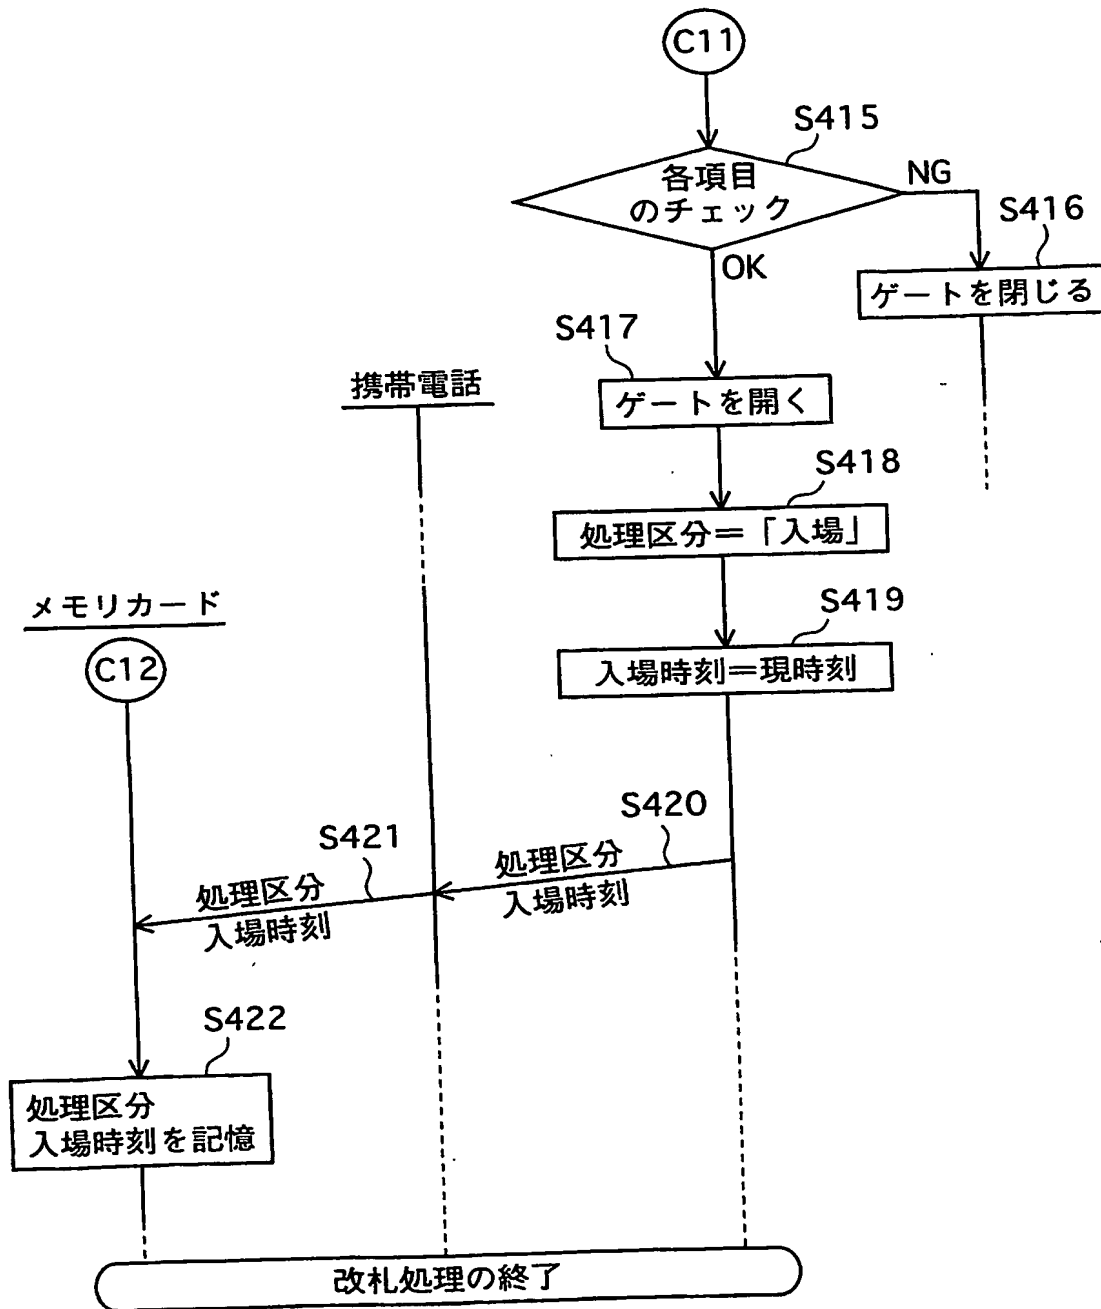 C11
S415
各項目
のチェック
NG
S416
OK
ゲートを閉じる
S417
携帯電話
ゲートを開く
S418
処理区分=「入場」
メモリカード
S419
C12
入場時刻=現時刻
S420
処理区分
入場時刻
S421
処理区分
入場時刻
S422
処理区分
入場時刻を記憶
改札処理の終了